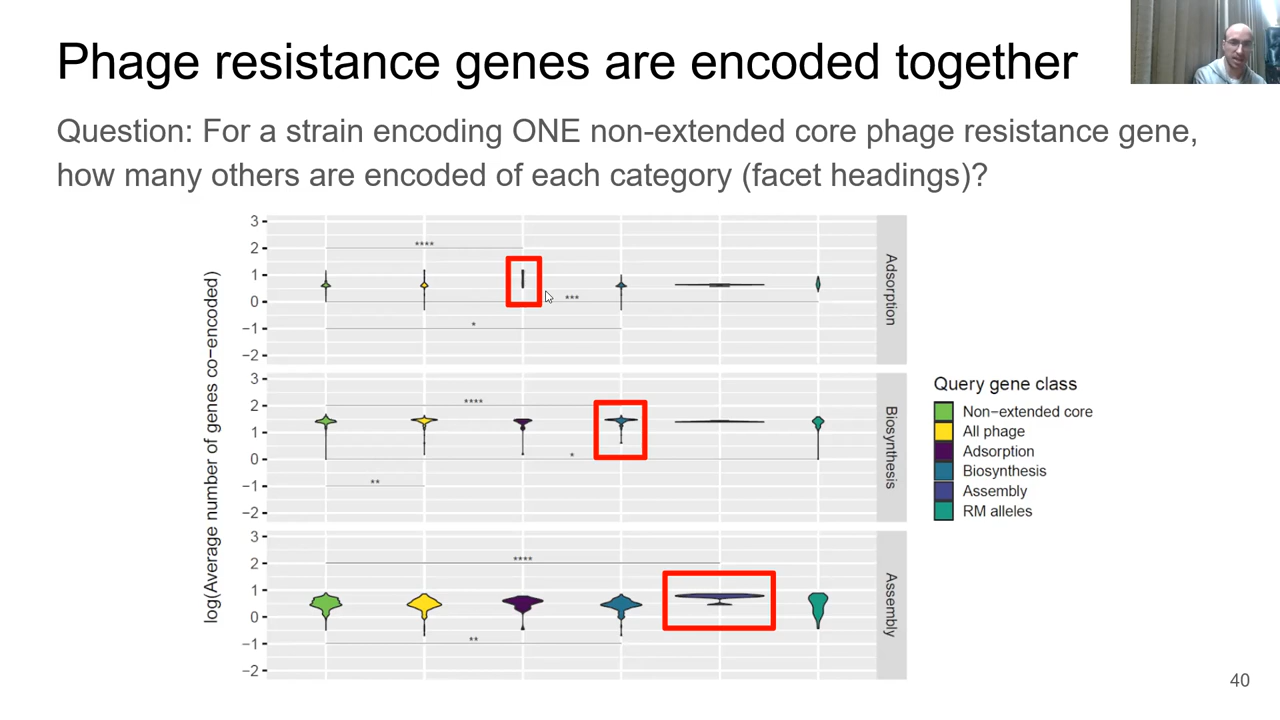 Phage resistance genes are encoded together
Question: For a strain encoding ONE non-extended core phage resistance gene,
how many others are encoded of each category (facet headings)?
log(Average number of genes co-encoded)
3
2
1
0
−1
−2
****
***
*
Adsorption
3
2
1
0
−1
−2
****
*
**
Biosynthesis
3
2
1
0
−1
−2
****
**
Assembly
Query gene class
Non-extended core
All phage
Adsorption
Biosynthesis
Assembly
RM alleles
40